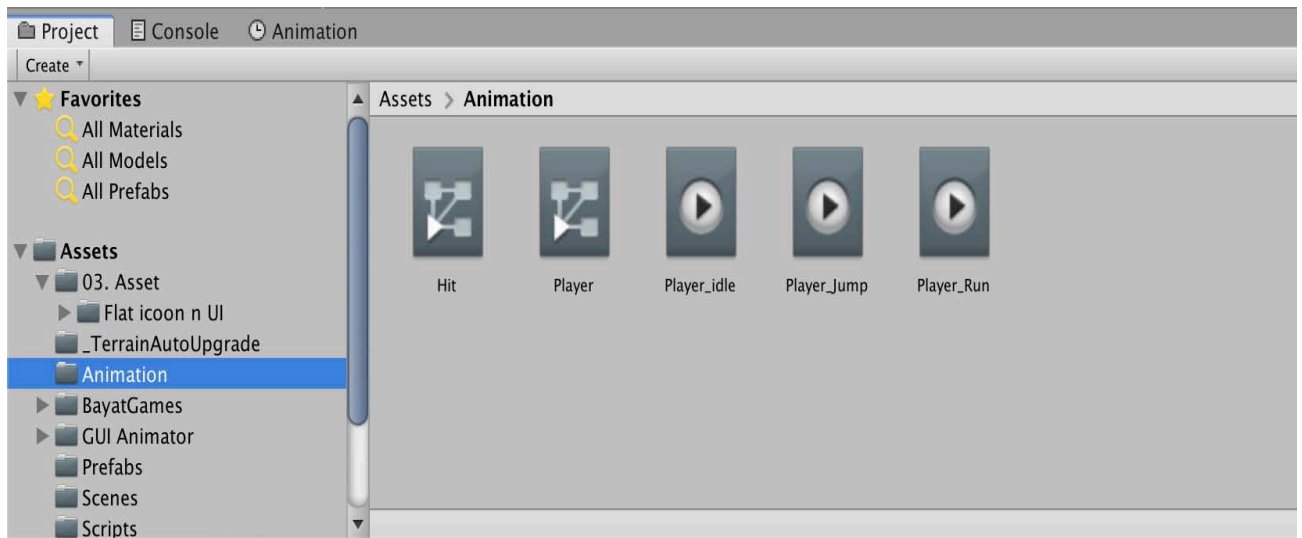 Project Console Animation
Create
Favorites
All Materials
All Models
All Prefabs
Assets
03. Asset
Flat icoon n UI
_TerrainAutoUpgrade
Animation
BayatGames
GUI Animator
Prefabs
Scenes
Scripts
Assets > Animation
Hit Player Player_idle Player_Jump Player_Run